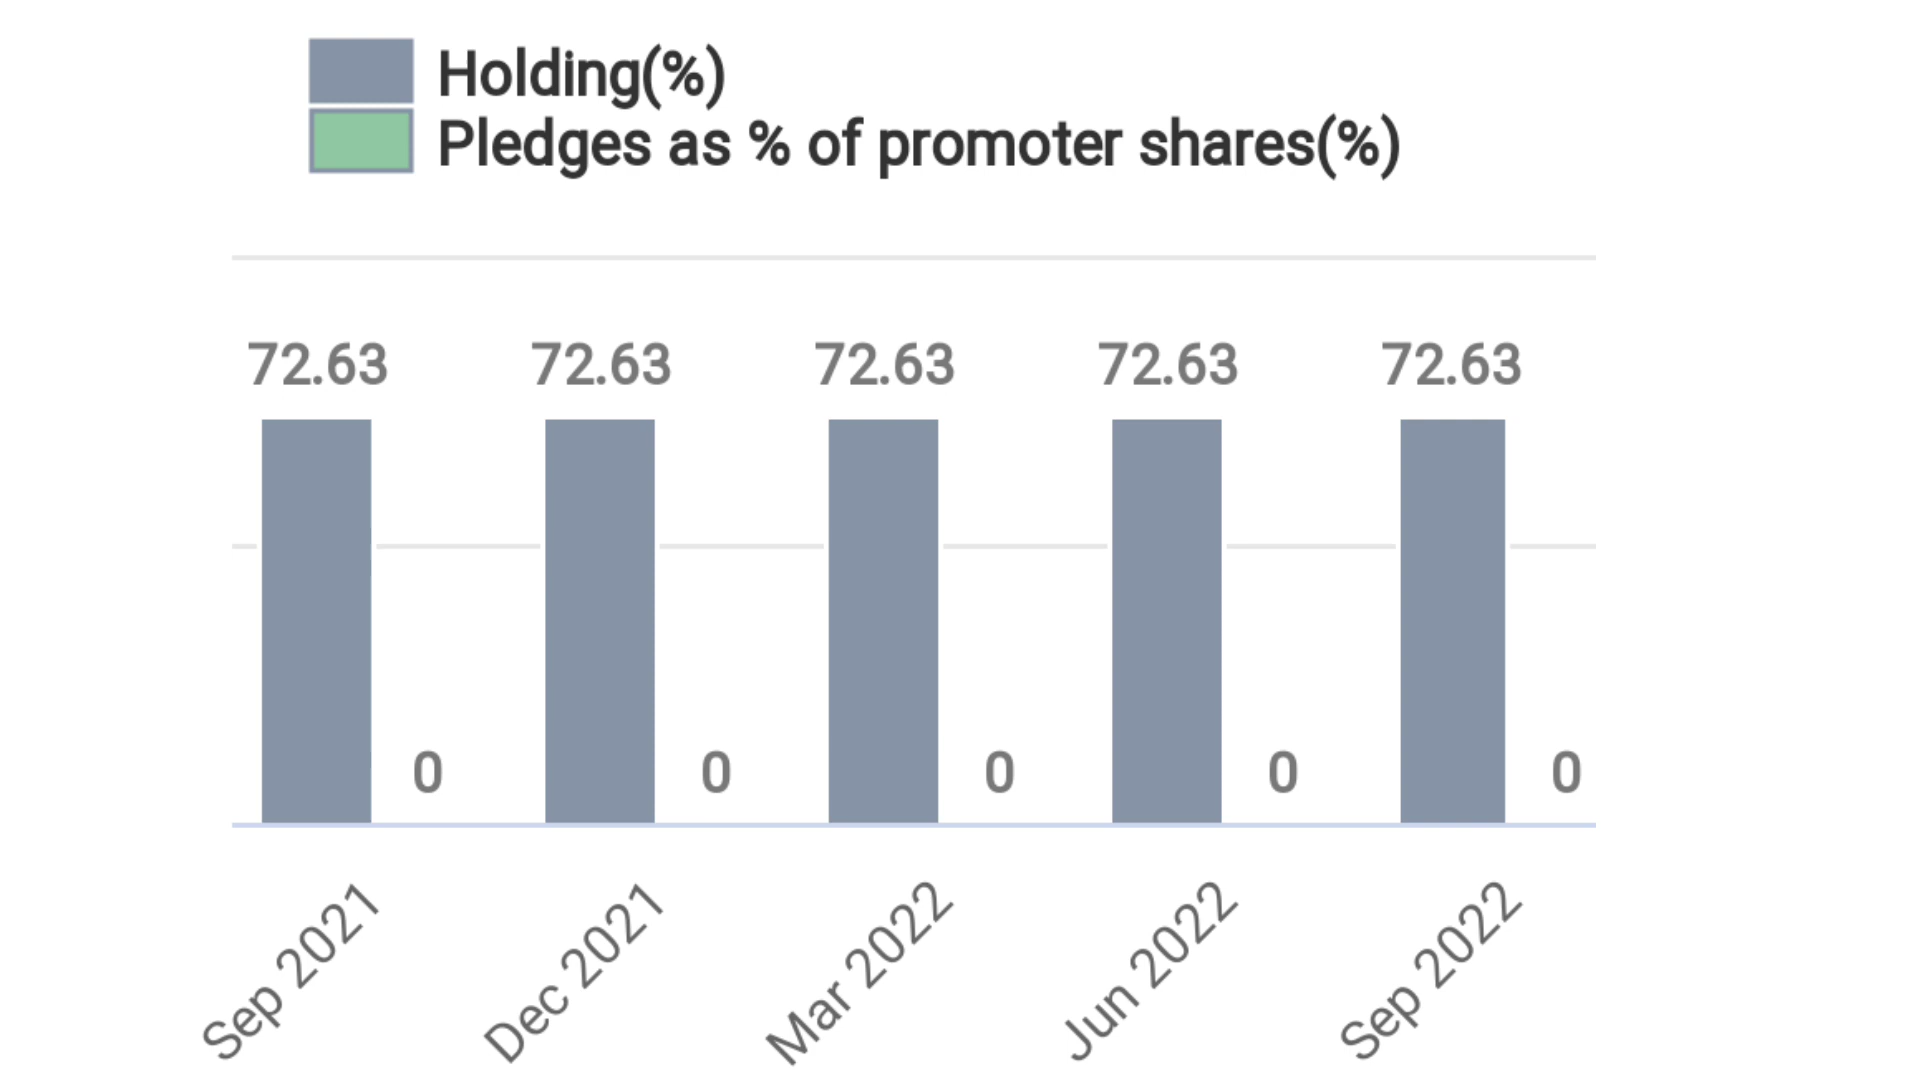 Holding(%)
Pledges as % of promoter shares(%)
72.63 72.63 72.63 72.63 72.63
0 0 0 0 0
Sep 2021 Dec 2021 Mar 2022 Jun 2022 Sep 2022